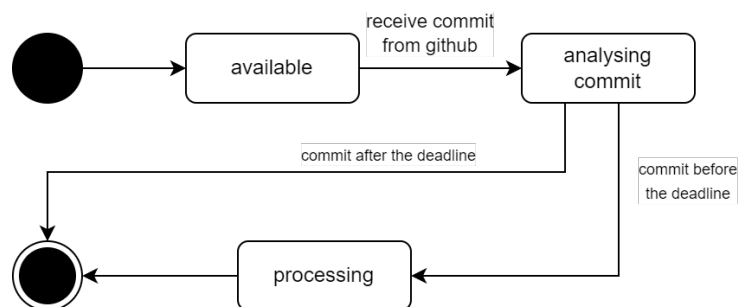 available
receive commit
from github
analysing
commit
commit after the deadline
commit before
the deadline
processing